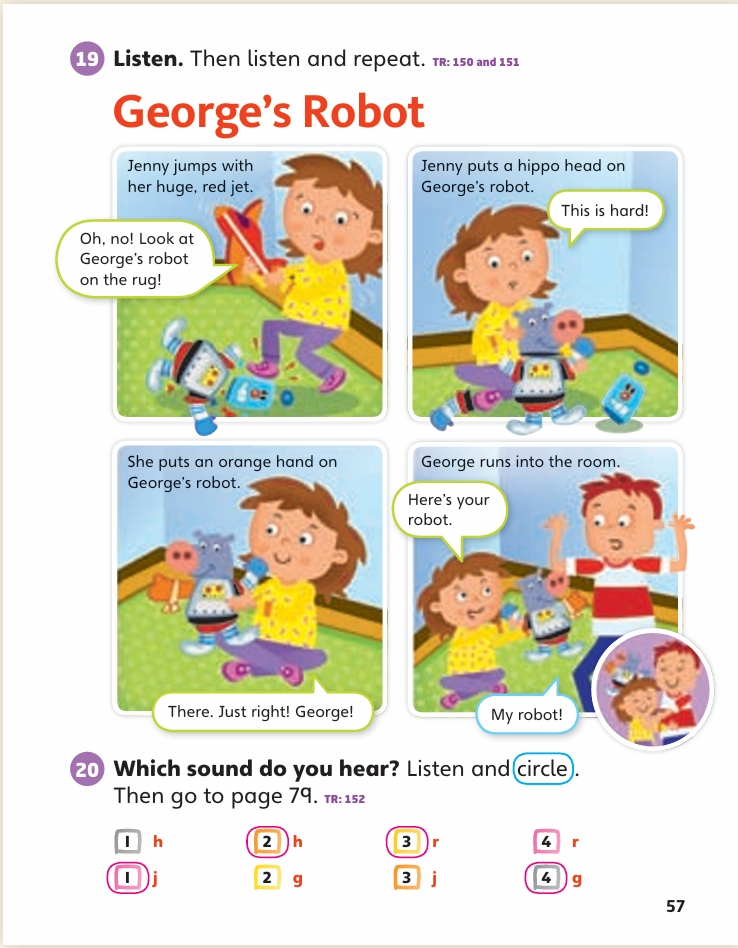 19 Listen. Then listen and repeat. TR: 150 and 151
George's Robot
Jenny jumps with
her huge, red jet.
Oh, no! Look at
George's robot
on the rug!
Jenny puts a hippo head on
George's robot.
This is hard!
She puts an orange hand on
George's robot.
There. Just right! George!
George runs into the room.
Here's your
robot.
My robot!
20 Which sound do you hear? Listen and circle.
Then go to page 79. TR: 152
1 h 2 h 3 r 4 r
1 j 2 g 3 j 4 g
57